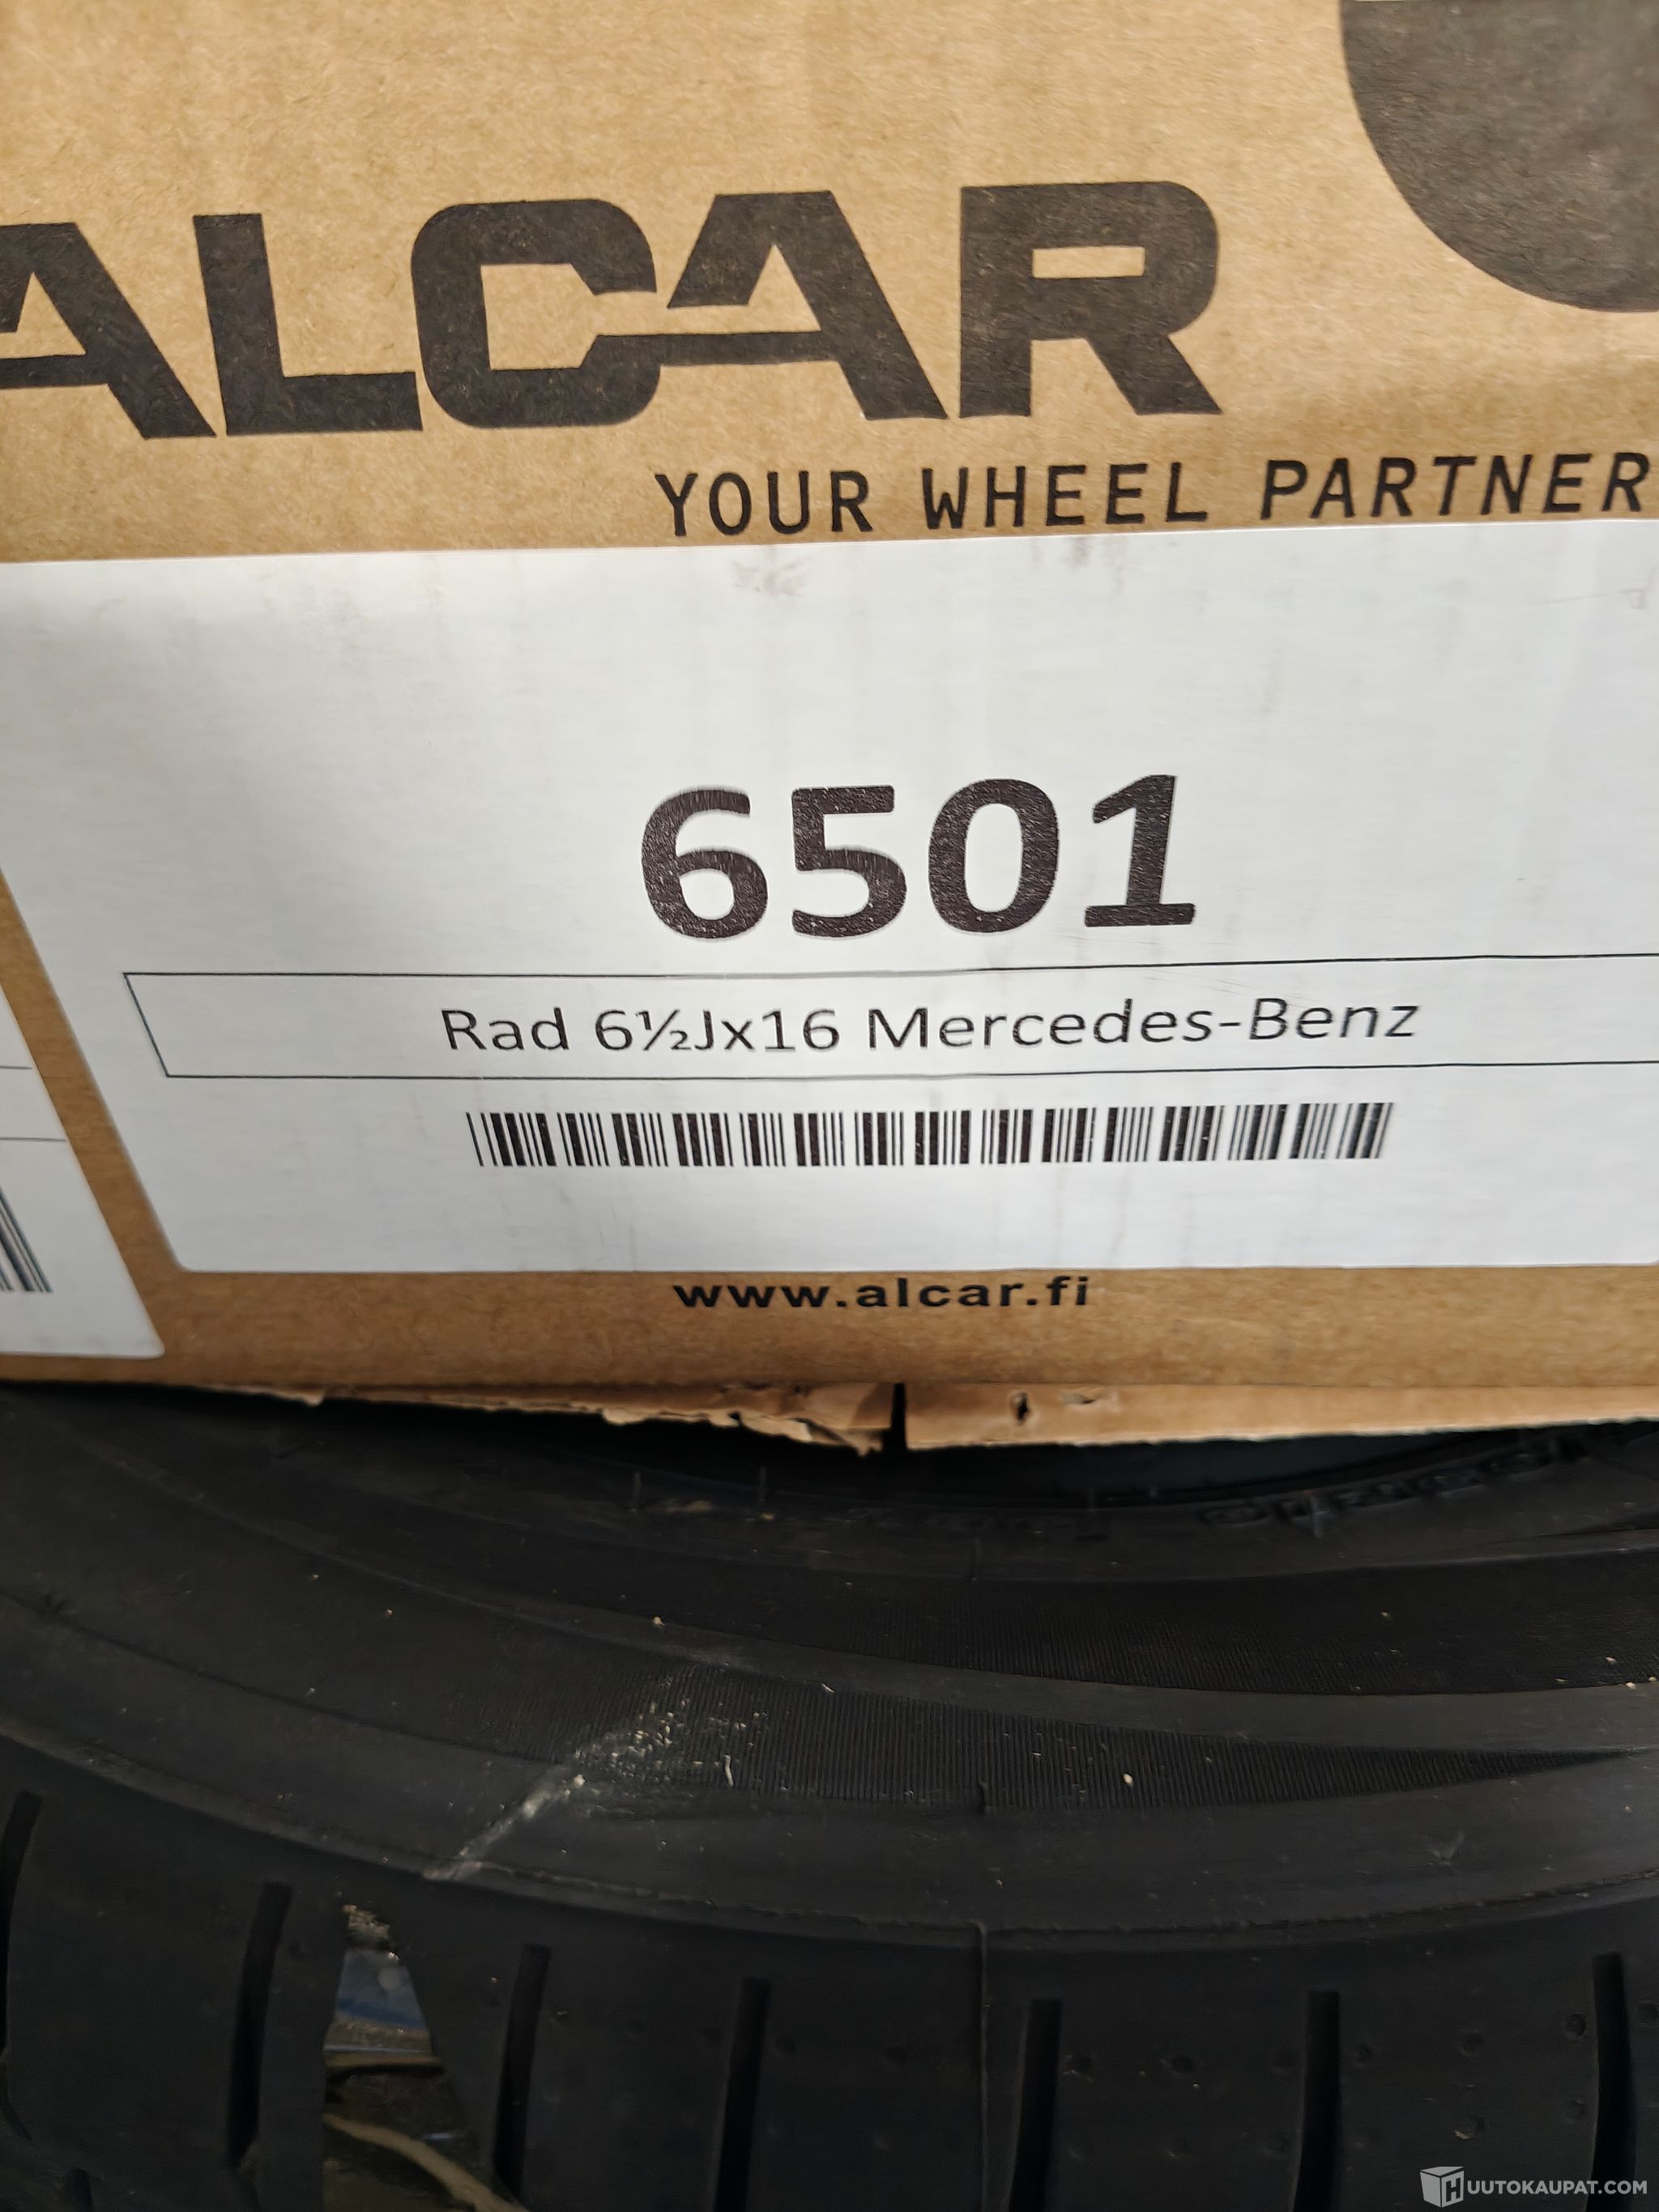 ALCAR
YOUR WHEEL PARTNER
6501
Rad 6½Jx16 Mercedes-Benz
www.alcar.fi
HUUTOKAUPAT.COM